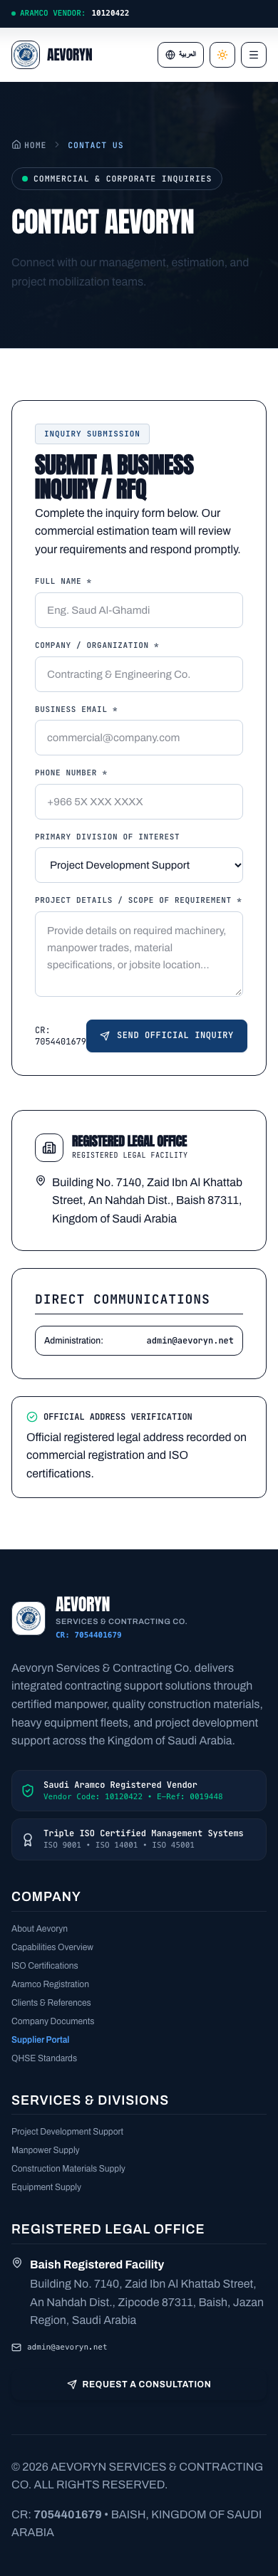 ARAMCO VENDOR: 10120422
AEVORYN
العربية
HOME > CONTACT US
COMMERCIAL & CORPORATE INQUIRIES
CONTACT AEVORYN
Connect with our management, estimation, and
project mobilization teams.
INQUIRY SUBMISSION
SUBMIT A BUSINESS
INQUIRY / RFQ
Complete the inquiry form below. Our
commercial estimation team will review
your requirements and respond promptly.
FULL NAME *
Eng. Saud Al-Ghamdi
COMPANY / ORGANIZATION *
Contracting & Engineering Co.
BUSINESS EMAIL *
commercial@company.com
PHONE NUMBER *
+966 5X XXX XXXX
PRIMARY DIVISION OF INTEREST
Project Development Support
PROJECT DETAILS / SCOPE OF REQUIREMENT *
Provide details on required machinery,
manpower trades, material
specifications, or jobsite location...
CR:
7054401679
SEND OFFICIAL INQUIRY
REGISTERED LEGAL OFFICE
REGISTERED LEGAL FACILITY
Building No. 7140, Zaid Ibn Al Khattab
Street, An Nahdah Dist., Baish 87311,
Kingdom of Saudi Arabia
DIRECT COMMUNICATIONS
Administration: admin@aevoryn.net
OFFICIAL ADDRESS VERIFICATION
Official registered legal address recorded on
commercial registration and ISO
certifications.
AEVORYN
SERVICES & CONTRACTING CO.
CR: 7054401679
Aevoryn Services & Contracting Co. delivers
integrated contracting support solutions through
certified manpower, quality construction materials,
heavy equipment fleets, and project development
support across the Kingdom of Saudi Arabia.
Saudi Aramco Registered Vendor
Vendor Code: 10120422 • E-Ref: 0019448
Triple ISO Certified Management Systems
ISO 9001 • ISO 14001 • ISO 45001
COMPANY
About Aevoryn
Capabilities Overview
ISO Certifications
Aramco Registration
Clients & References
Company Documents
Supplier Portal
QHSE Standards
SERVICES & DIVISIONS
Project Development Support
Manpower Supply
Construction Materials Supply
Equipment Supply
REGISTERED LEGAL OFFICE
Baish Registered Facility
Building No. 7140, Zaid Ibn Al Khattab Street,
An Nahdah Dist., Zipcode 87311, Baish, Jazan
Region, Saudi Arabia
admin@aevoryn.net
REQUEST A CONSULTATION
© 2026 AEVORYN SERVICES & CONTRACTING
CO. ALL RIGHTS RESERVED.
CR: 7054401679 • BAISH, KINGDOM OF SAUDI
ARABIA